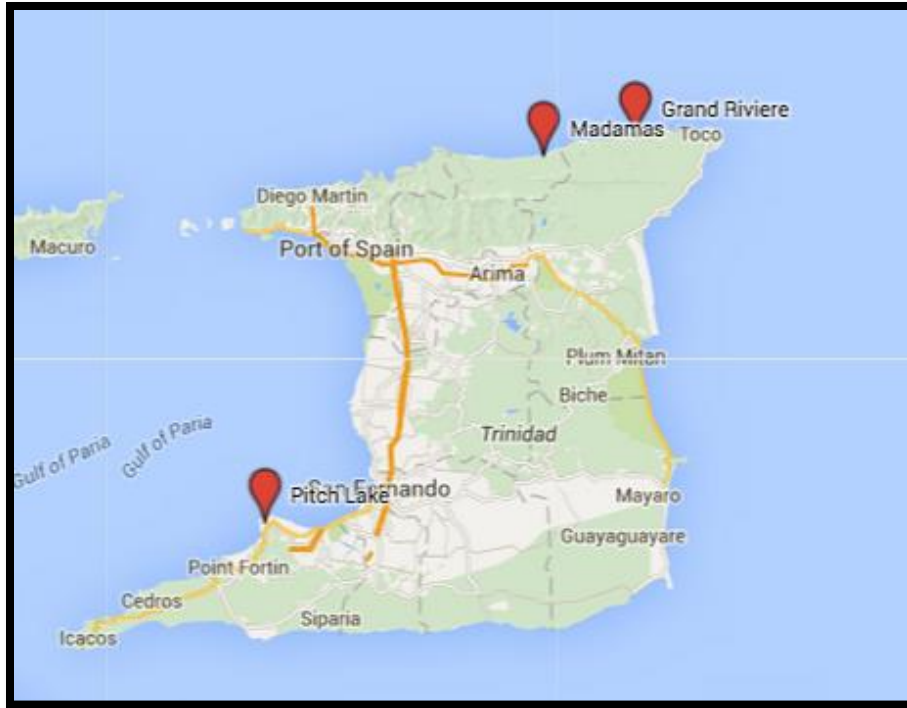 Grand Riviere
Madamas
Toco
Diego Martin
Macuro
Port of Spain
Arima
Plum Mitan
Biche
Trinidad
Gulf of Paria
Gulf of Paria
San Fernando
Pitch Lake
Mayaro
Guayaguayare
Point Fortin
Cedros
Siparia
Icacos